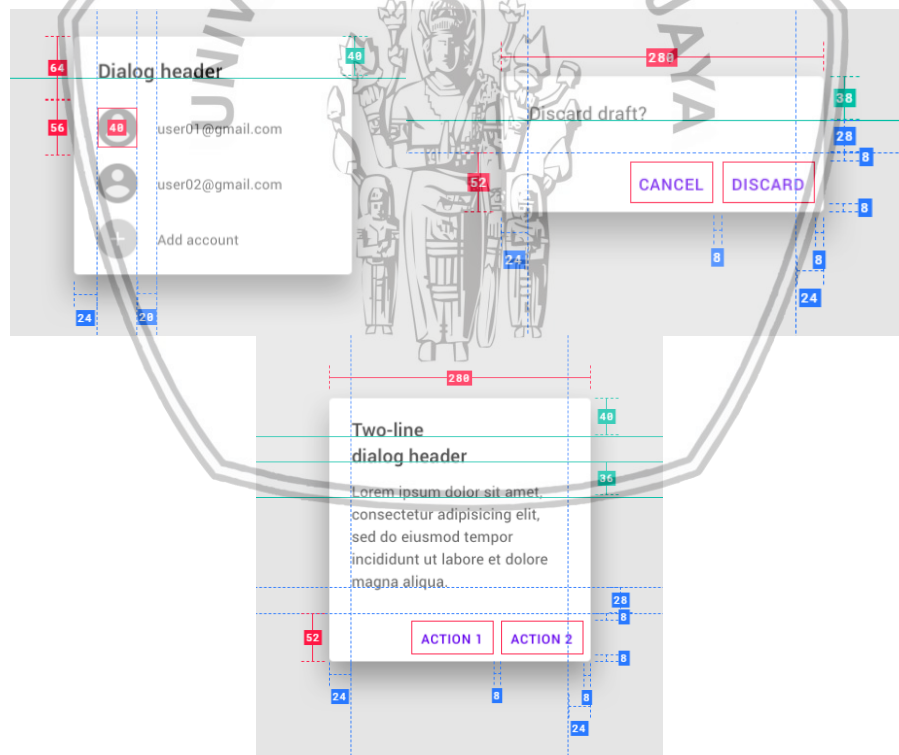 UNIV
JAYA
64
40
Dialog header
56
40
user01@gmail.com
user02@gmail.com
Add account
24
20
280
38
Discard draft?
28
8
52
CANCEL
DISCARD
8
24
8
8
24
280
40
Two-line
dialog header
36
Lorem ipsum dolor sit amet,
consectetur adipisicing elit,
sed do eiusmod tempor
incididunt ut labore et dolore
magna aliqua.
28
8
52
ACTION 1
ACTION 2
8
24
8
8
24